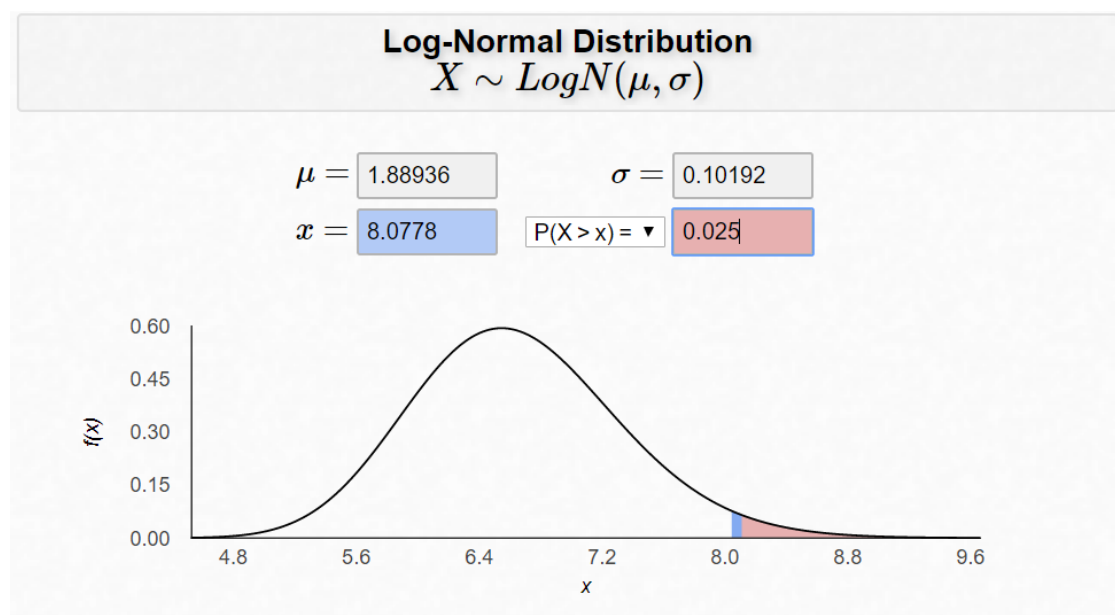 Log-Normal Distribution
X ∼ LogN(μ, σ)
μ = 1.88936 σ = 0.10192
x = 8.0778 P(X > x) = ▼ 0.025
0.60
0.45
0.30
0.15
0.00
f(x)
4.8 5.6 6.4 7.2 8.0 8.8 9.6
x